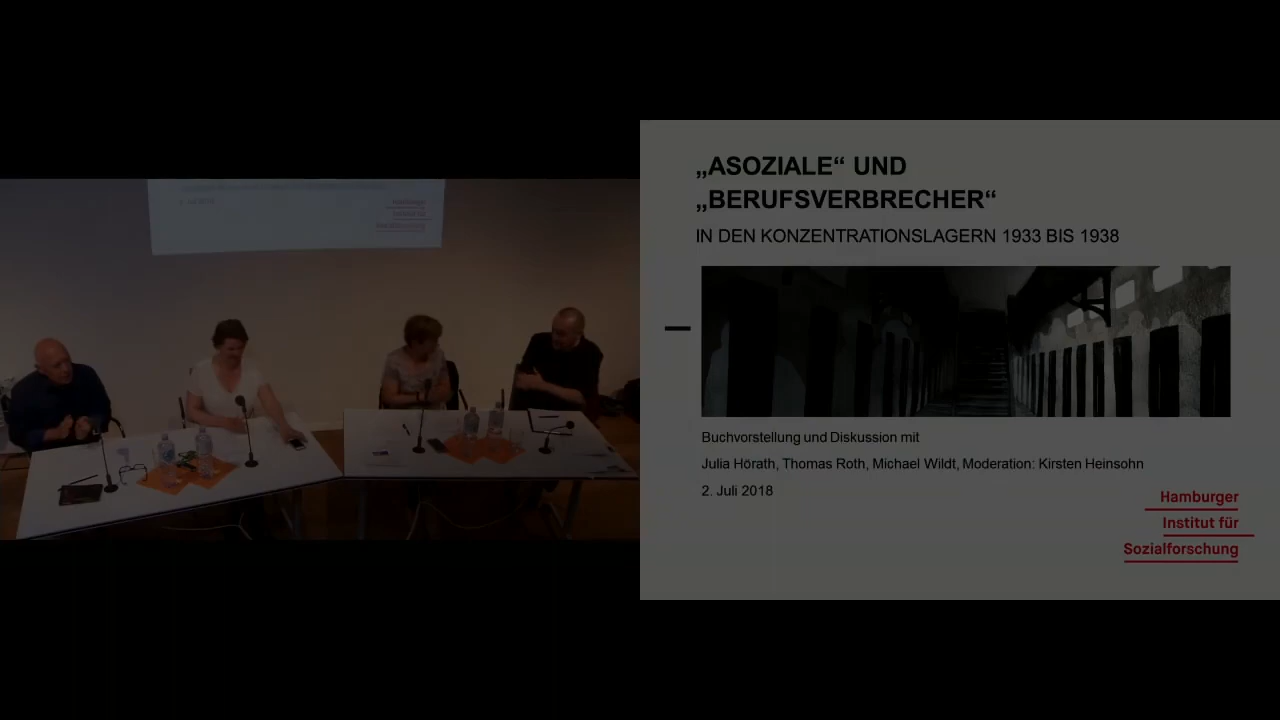 „ASOZIALE“ UND
„BERUFSVERBRECHER“
IN DEN KONZENTRATIONSLAGERN 1933 BIS 1938
Buchvorstellung und Diskussion mit
Julia Hörath, Thomas Roth, Michael Wildt, Moderation: Kirsten Heinsohn
2. Juli 2018
Hamburger
Institut für
Sozialforschung